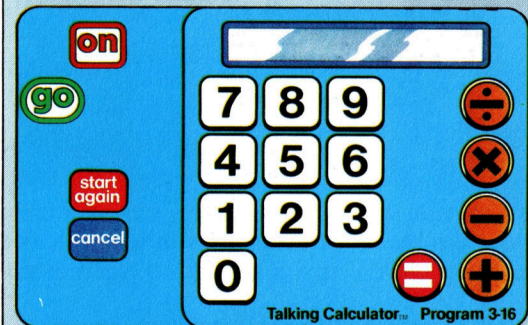 on
go
start
again
cancel
7 8 9 ÷
4 5 6 ×
1 2 3 −
0 = +
Talking Calculator™ Program 3-16